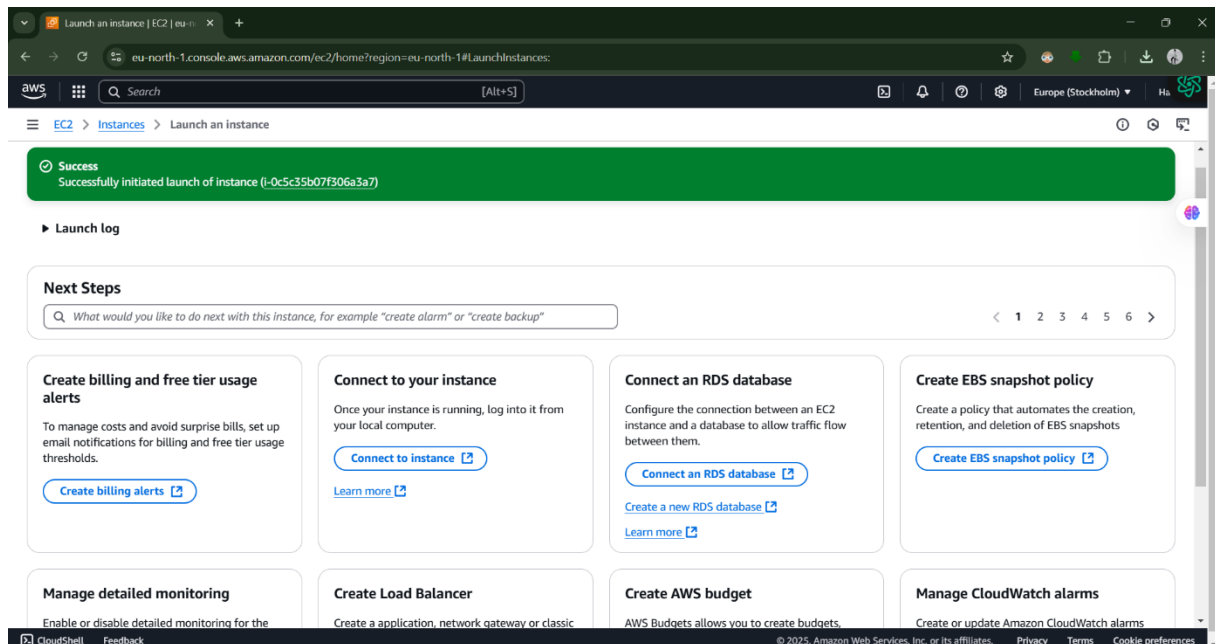 Launch an instance | EC2 | eu-n
eu-north-1.console.aws.amazon.com/ec2/home?region=eu-north-1#LaunchInstances:
aws
Search
[Alt+S]
Europe (Stockholm)
Ha
EC2 > Instances > Launch an instance
Success
Successfully initiated launch of instance (i-0c5c35b07f306a3a7)
Launch log
Next Steps
What would you like to do next with this instance, for example "create alarm" or "create backup"
1 2 3 4 5 6
Create billing and free tier usage
alerts
To manage costs and avoid surprise bills, set up
email notifications for billing and free tier usage
thresholds.
Create billing alerts
Connect to your instance
Once your instance is running, log into it from
your local computer.
Connect to instance
Learn more
Connect an RDS database
Configure the connection between an EC2
instance and a database to allow traffic flow
between them.
Connect an RDS database
Create a new RDS database
Learn more
Create EBS snapshot policy
Create a policy that automates the creation,
retention, and deletion of EBS snapshots
Create EBS snapshot policy
Manage detailed monitoring
Enable or disable detailed monitoring for the
Create Load Balancer
Create a application, network gateway or classic
Create AWS budget
AWS Budgets allows you to create budgets,
Manage CloudWatch alarms
Create or update Amazon CloudWatch alarms
CloudShell
Feedback
© 2025, Amazon Web Services, Inc. or its affiliates.
Privacy
Terms
Cookie preferences